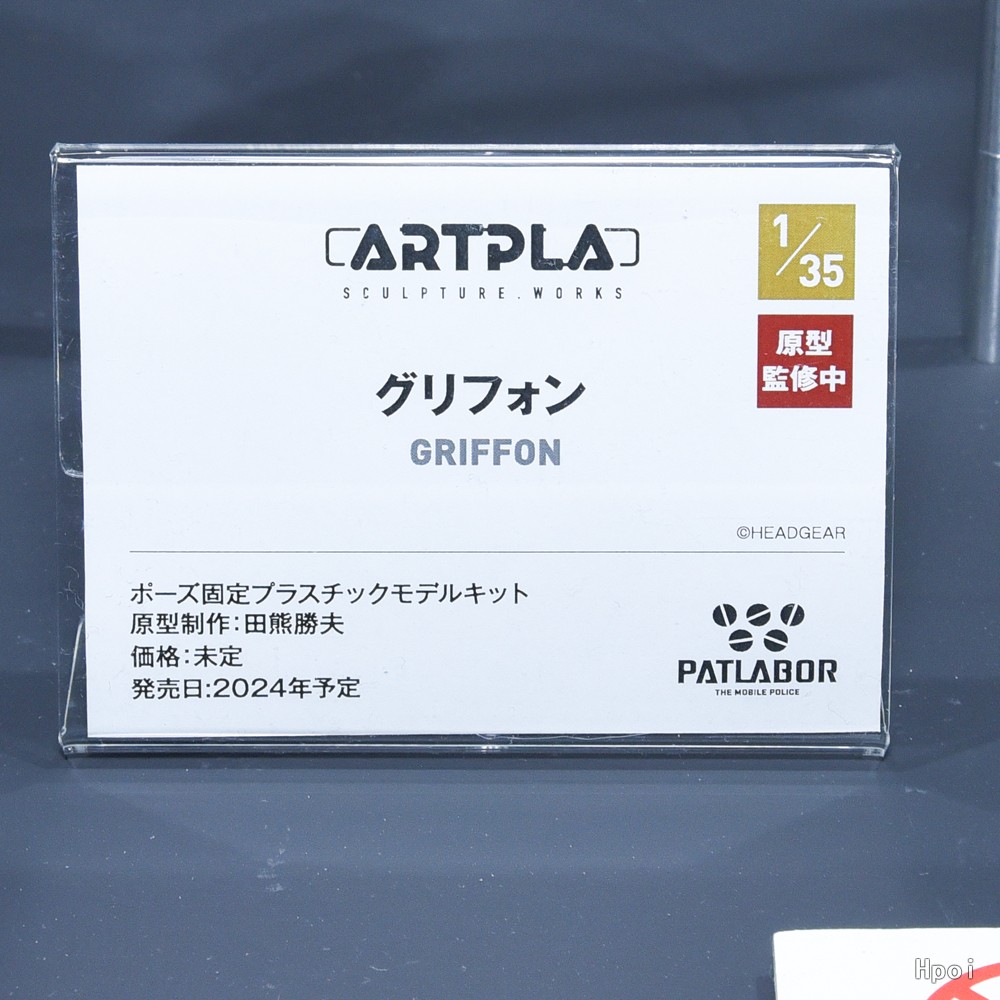 ARTPLA
SCULPTURE.WORKS
1/35
原型
監修中
グリフォン
GRIFFON
©HEADGEAR
ポーズ固定プラスチックモデルキット
原型制作:田熊勝夫
価格:未定
発売日:2024年予定
PATLABOR
THE MOBILE POLICE
Hpoi